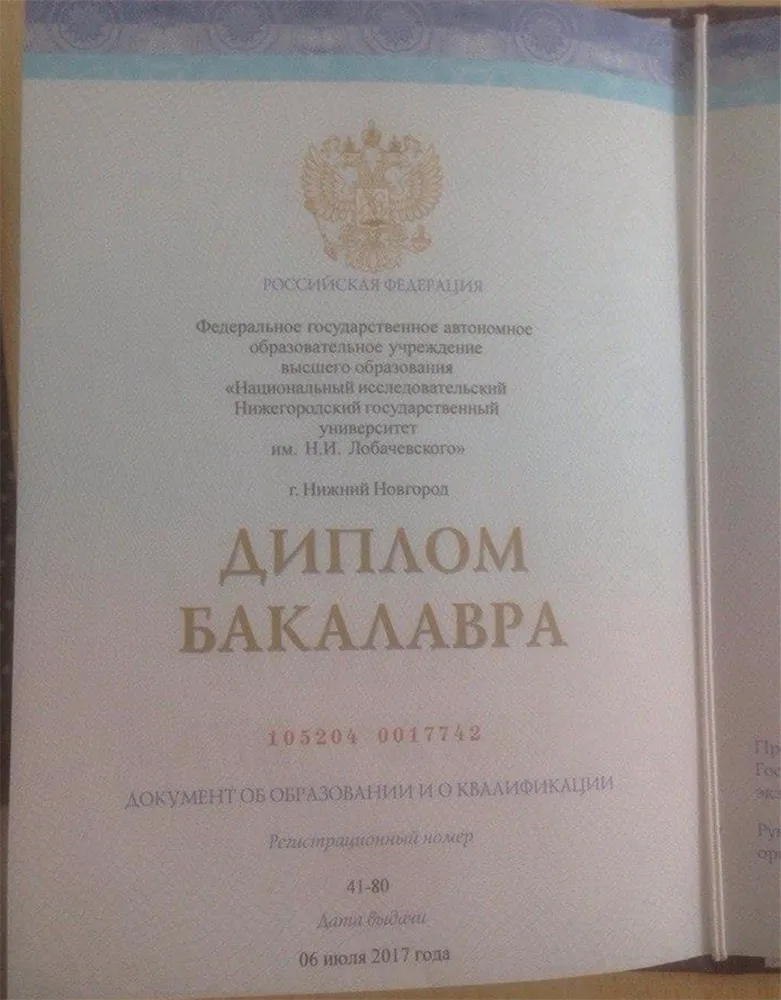 РОССИЙСКАЯ ФЕДЕРАЦИЯ
Федеральное государственное автономное
образовательное учреждение
высшего образования
«Национальный исследовательский
Нижегородский государственный
университет
им. Н.И. Лобачевского»
г. Нижний Новгород
ДИПЛОМ
БАКАЛАВРА
105204 0017742
ДОКУМЕНТ ОБ ОБРАЗОВАНИИ И О КВАЛИФИКАЦИИ
Регистрационный номер
41-80
Дата выдачи
06 июля 2017 года